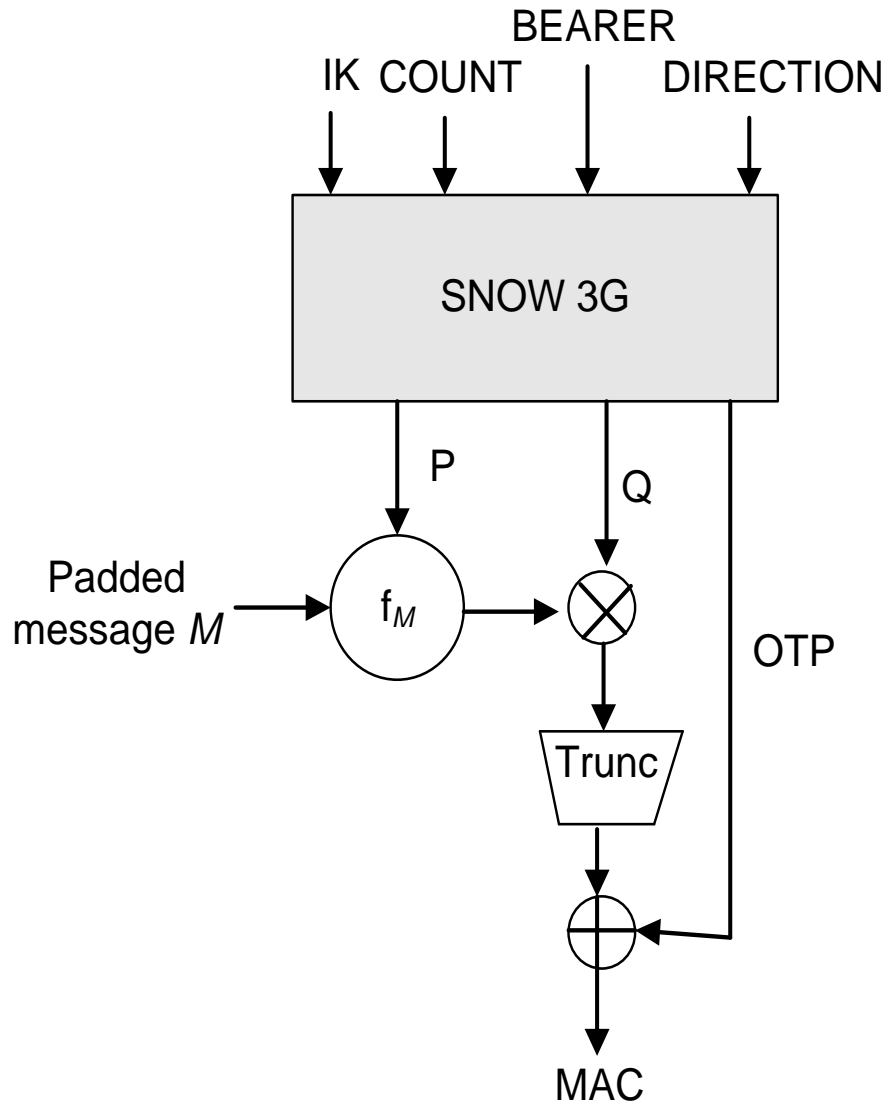 BEARER
IK COUNT DIRECTION
SNOW 3G
P
Q
Padded
message M
fM
OTP
Trunc
MAC